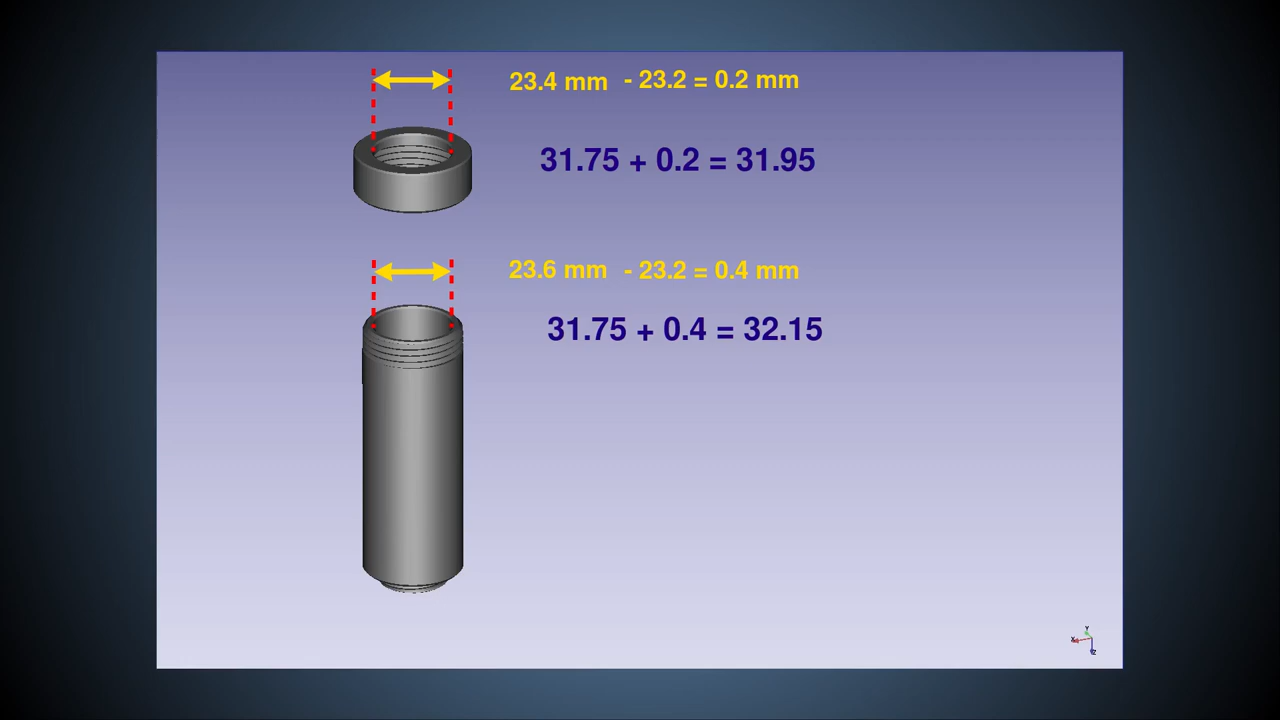 23.4 mm - 23.2 = 0.2 mm
31.75 + 0.2 = 31.95
23.6 mm - 23.2 = 0.4 mm
31.75 + 0.4 = 32.15
Y
X
Z